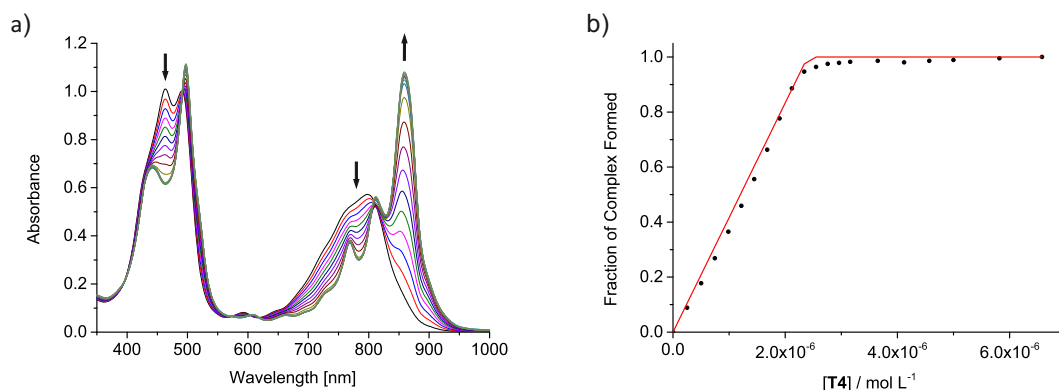 a)
1.2
1.0
0.8
0.6
0.4
0.2
0.0
Absorbance
400
500
600
700
800
900
1000
Wavelength [nm]
b)
1.0
0.8
0.6
0.4
0.2
0.0
Fraction of Complex Formed
0.0
2.0x10⁻⁶
4.0x10⁻⁶
6.0x10⁻⁶
[T4] / mol L⁻¹